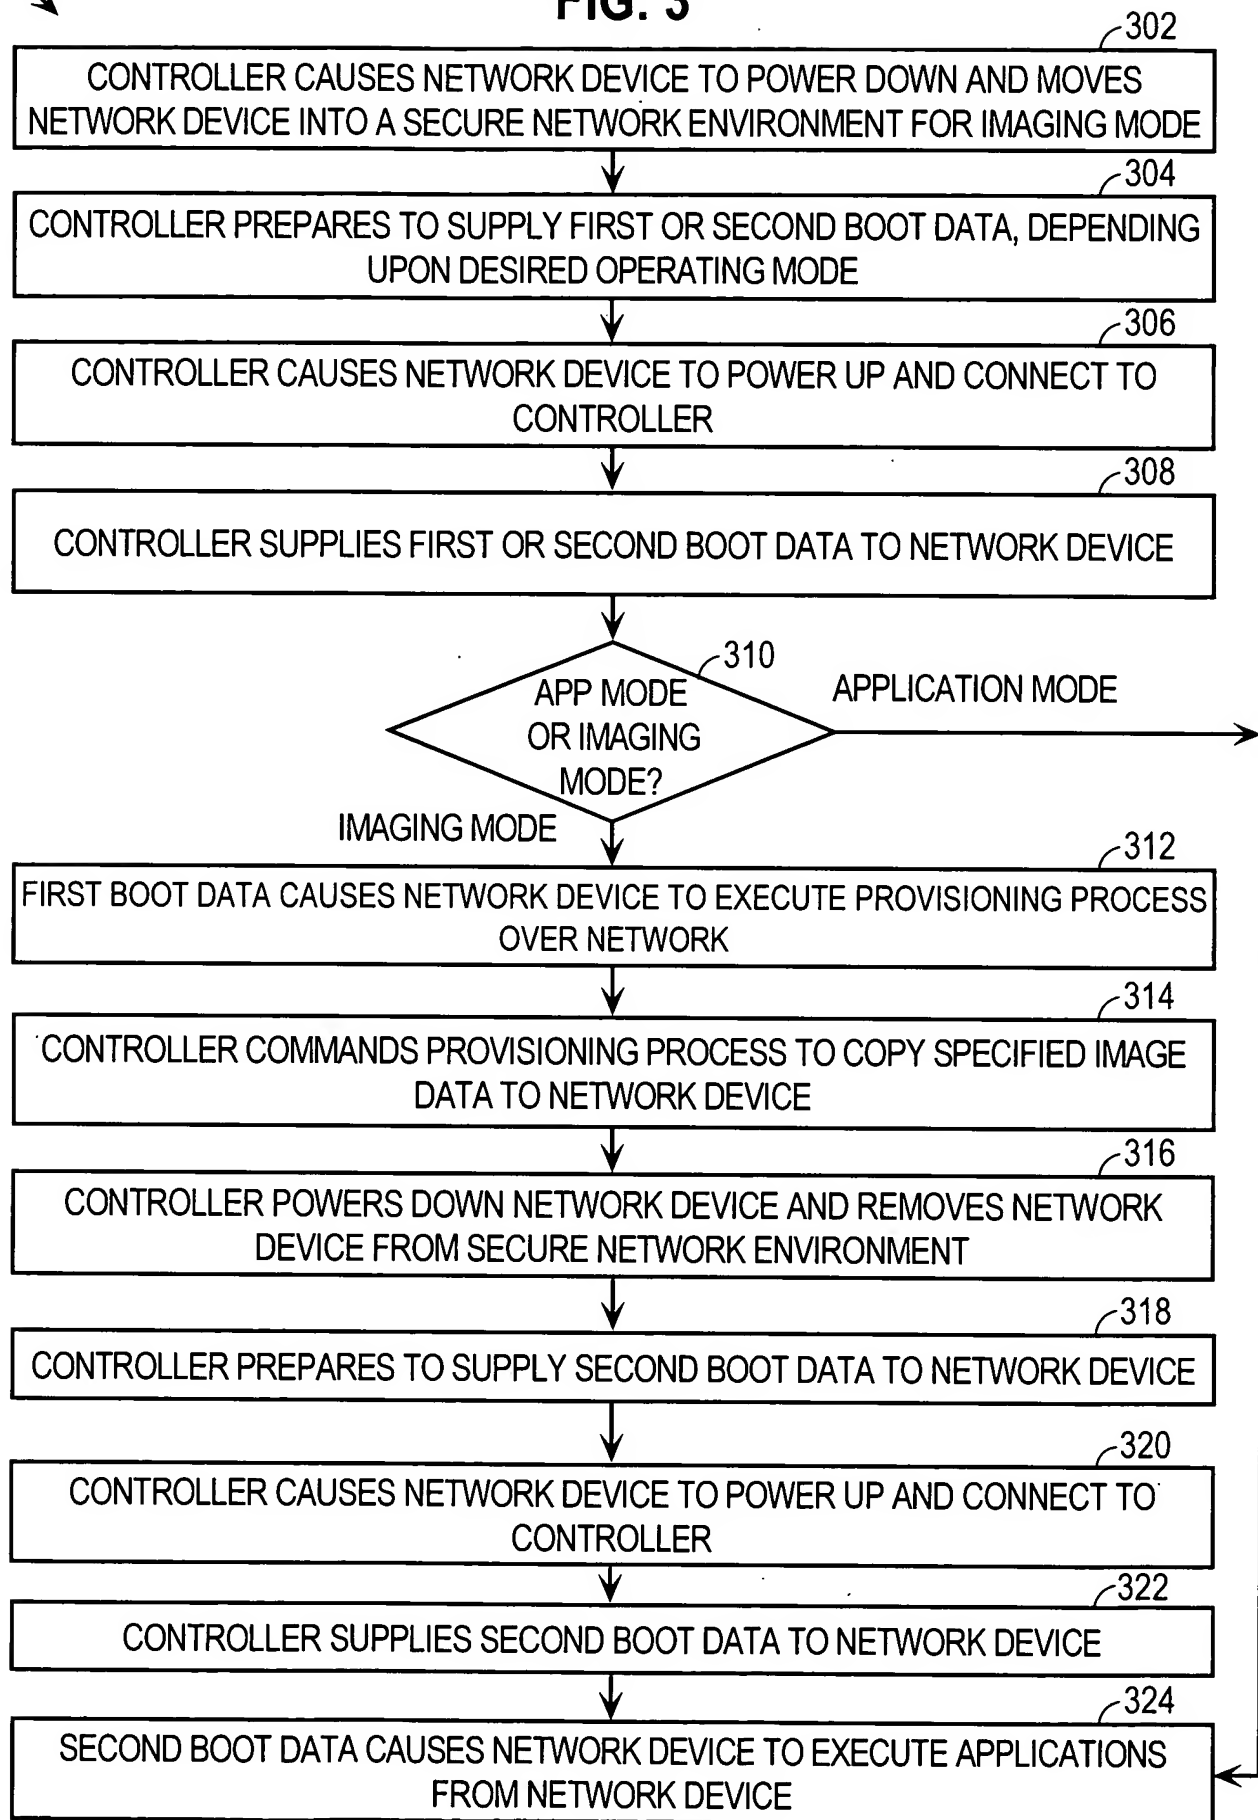 FIG. 3
302
CONTROLLER CAUSES NETWORK DEVICE TO POWER DOWN AND MOVES
NETWORK DEVICE INTO A SECURE NETWORK ENVIRONMENT FOR IMAGING MODE
304
CONTROLLER PREPARES TO SUPPLY FIRST OR SECOND BOOT DATA, DEPENDING
UPON DESIRED OPERATING MODE
306
CONTROLLER CAUSES NETWORK DEVICE TO POWER UP AND CONNECT TO
CONTROLLER
308
CONTROLLER SUPPLIES FIRST OR SECOND BOOT DATA TO NETWORK DEVICE
310
APP MODE
OR IMAGING
MODE?
APPLICATION MODE
IMAGING MODE
312
FIRST BOOT DATA CAUSES NETWORK DEVICE TO EXECUTE PROVISIONING PROCESS
OVER NETWORK
314
CONTROLLER COMMANDS PROVISIONING PROCESS TO COPY SPECIFIED IMAGE
DATA TO NETWORK DEVICE
316
CONTROLLER POWERS DOWN NETWORK DEVICE AND REMOVES NETWORK
DEVICE FROM SECURE NETWORK ENVIRONMENT
318
CONTROLLER PREPARES TO SUPPLY SECOND BOOT DATA TO NETWORK DEVICE
320
CONTROLLER CAUSES NETWORK DEVICE TO POWER UP AND CONNECT TO
CONTROLLER
322
CONTROLLER SUPPLIES SECOND BOOT DATA TO NETWORK DEVICE
324
SECOND BOOT DATA CAUSES NETWORK DEVICE TO EXECUTE APPLICATIONS
FROM NETWORK DEVICE